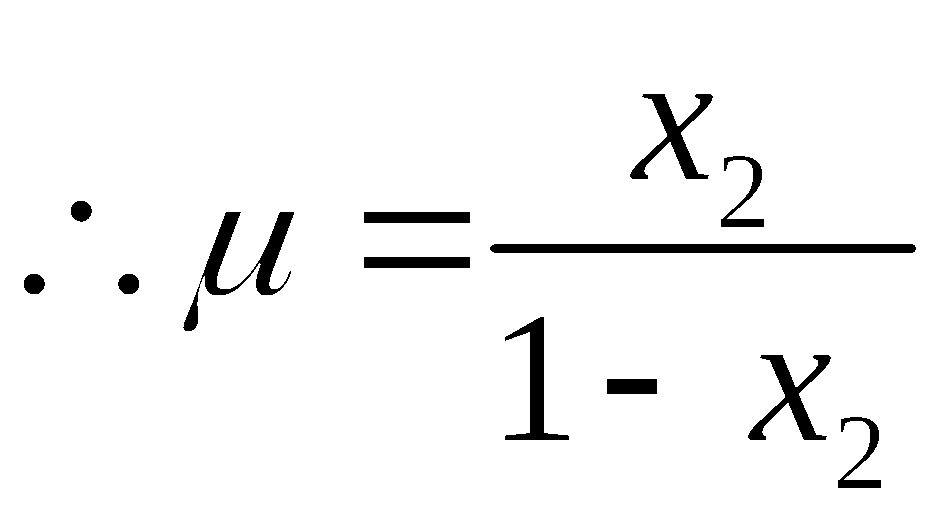 ∴ μ = x₂ / (1 - x₂)